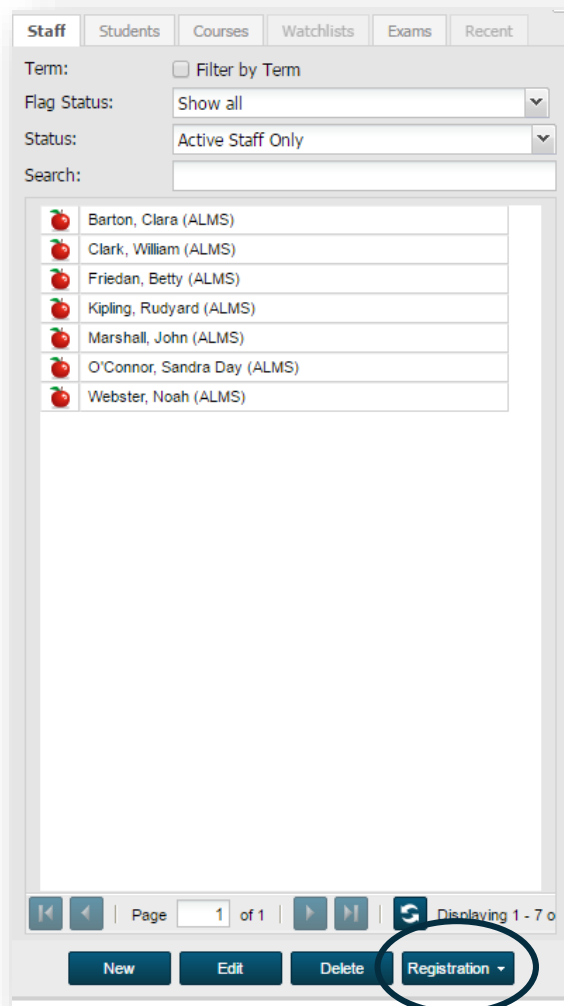 Staff Students Courses Watchlists Exams Recent
Term: Filter by Term
Flag Status: Show all
Status: Active Staff Only
Search:
Barton, Clara (ALMS)
Clark, William (ALMS)
Friedan, Betty (ALMS)
Kipling, Rudyard (ALMS)
Marshall, John (ALMS)
O'Connor, Sandra Day (ALMS)
Webster, Noah (ALMS)
Page 1 of 1 Displaying 1 - 7 o
New Edit Delete Registration